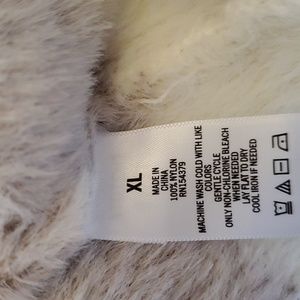 XL
MADE IN
CHINA
100% NYLON
RN154379
MACHINE WASH COLD WITH LIKE
COLORS
GENTLE CYCLE
ONLY NON-CHLORINE BLEACH
WHEN NEEDED
LAY FLAT TO DRY
COOL IRON IF NEEDED